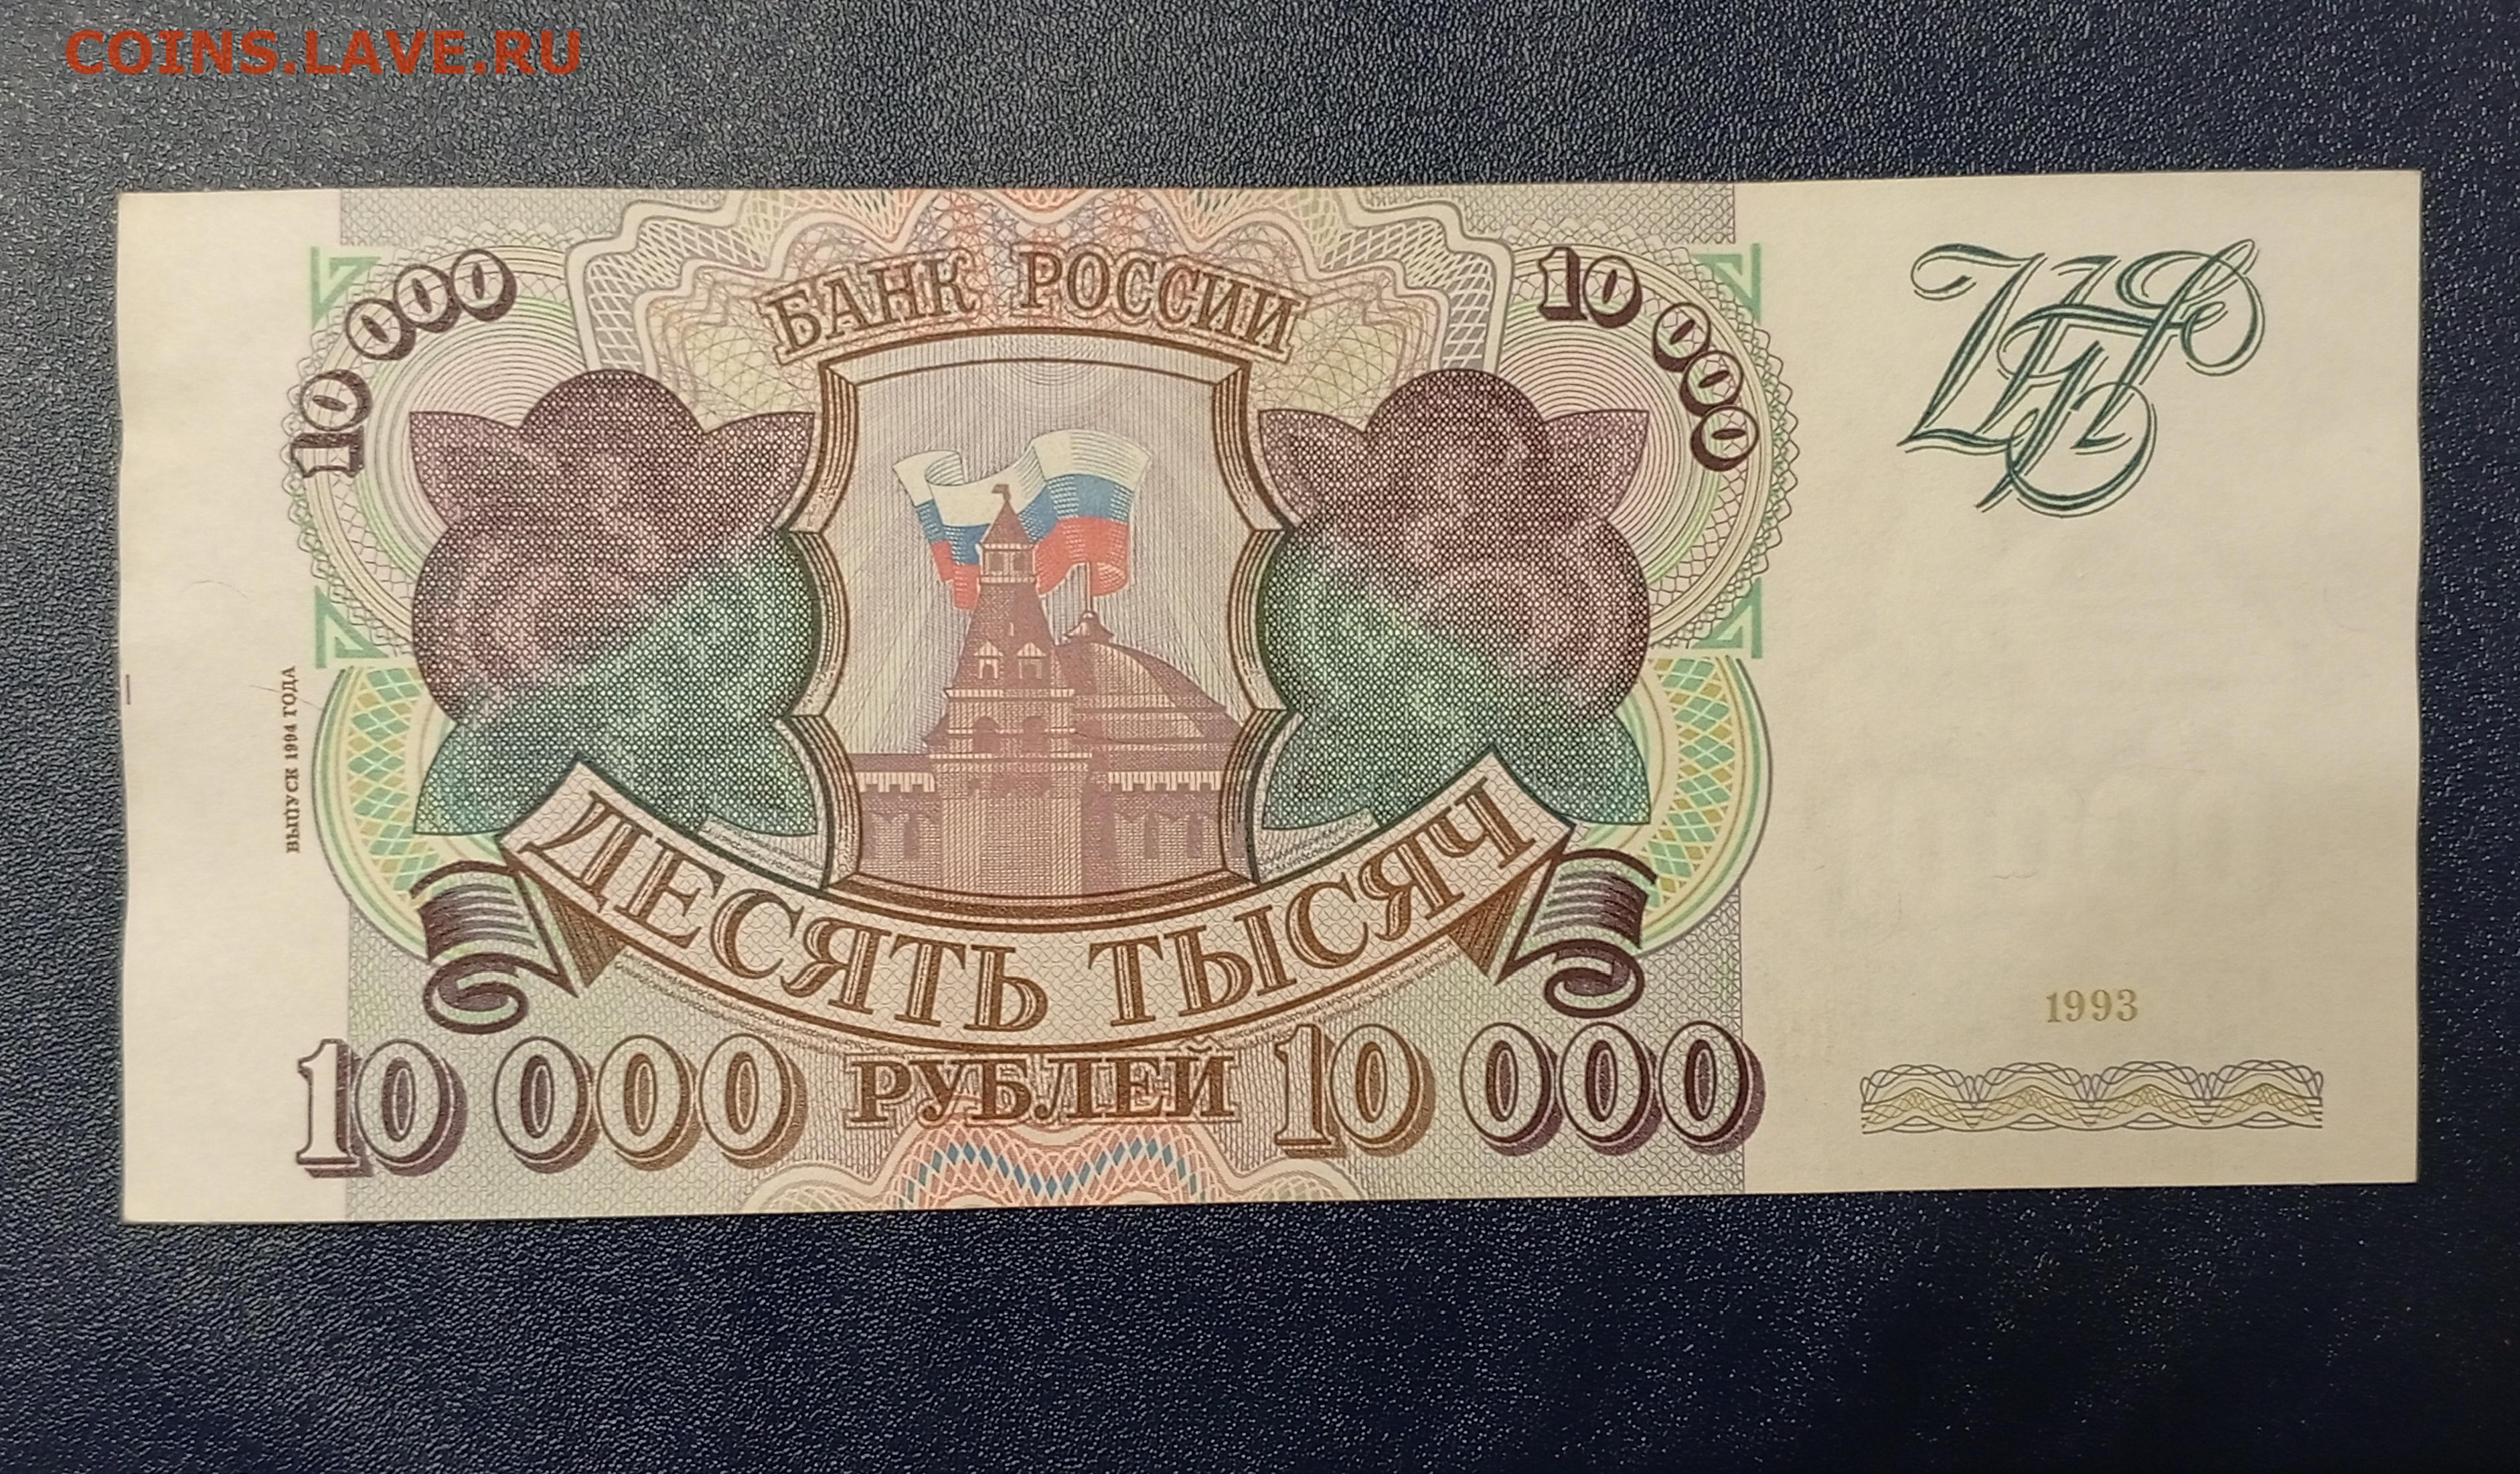 COINS.LAVE.RU
БАНК РОССИИ
10 000
10 000
ВЫПУСК 1994 ГОДА
ДЕСЯТЬ ТЫСЯЧ
1993
10 000 РУБЛЕЙ 10 000